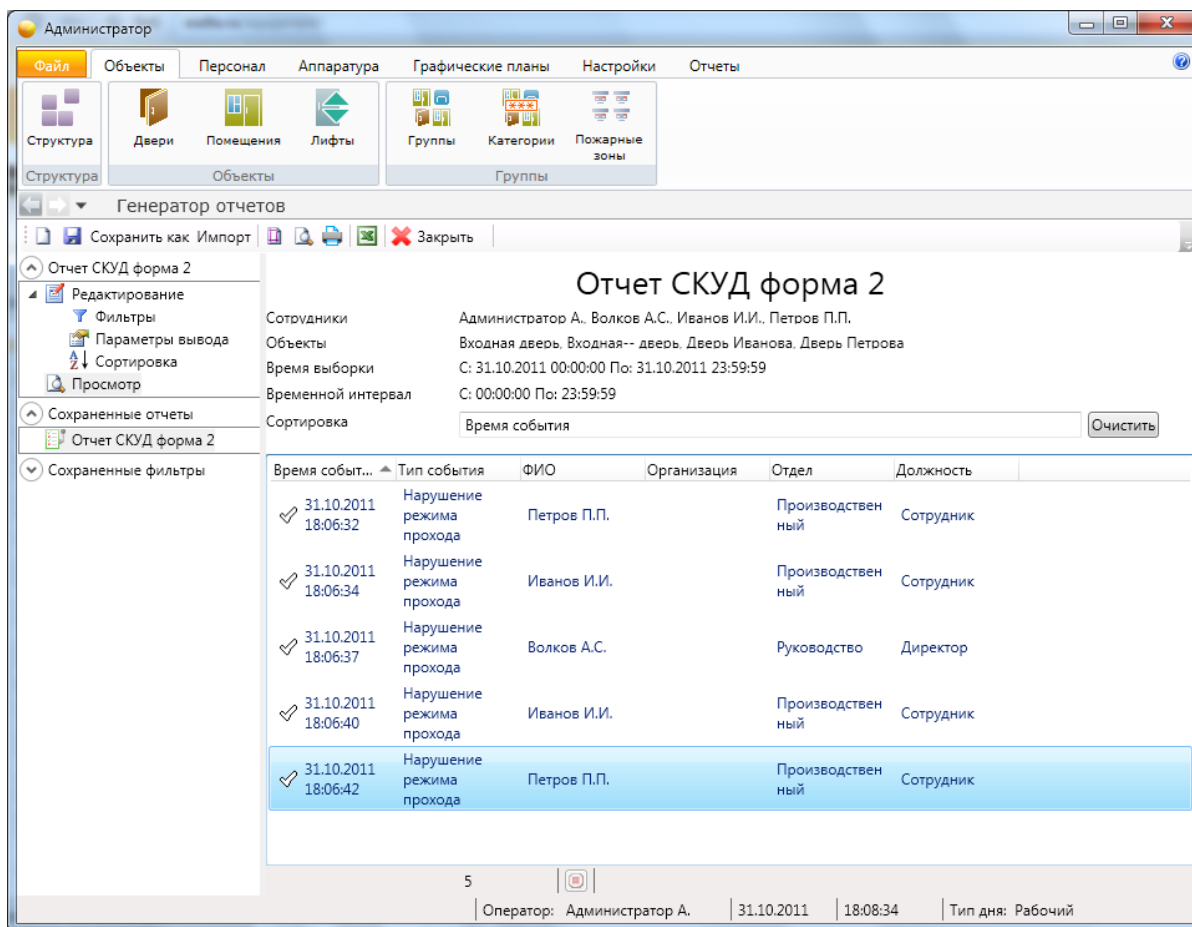 Администратор
Файл Объекты Персонал Аппаратура Графические планы Настройки Отчеты
Структура Двери Помещения Лифты Группы Категории Пожарные
зоны
Структура Объекты Группы
Генератор отчетов
Сохранить как Импорт Закрыть
Отчет СКУД форма 2
Редактирование
Фильтры
Параметры вывода
Сортировка
Просмотр
Сохраненные отчеты
Отчет СКУД форма 2
Сохраненные фильтры
Отчет СКУД форма 2
Сотрудники Администратор А., Волков А.С., Иванов И.И., Петров П.П.
Объекты Входная дверь, Входная-- дверь, Дверь Иванова, Дверь Петрова
Время выборки С: 31.10.2011 00:00:00 По: 31.10.2011 23:59:59
Временной интервал С: 00:00:00 По: 23:59:59
Сортировка Время события Очистить
Время событ... Тип события ФИО Организация Отдел Должность
31.10.2011
18:06:32
Нарушение
режима
прохода
Петров П.П.
Производствен
ный
Сотрудник
31.10.2011
18:06:34
Нарушение
режима
прохода
Иванов И.И.
Производствен
ный
Сотрудник
31.10.2011
18:06:37
Нарушение
режима
прохода
Волков А.С.
Руководство
Директор
31.10.2011
18:06:40
Нарушение
режима
прохода
Иванов И.И.
Производствен
ный
Сотрудник
31.10.2011
18:06:42
Нарушение
режима
прохода
Петров П.П.
Производствен
ный
Сотрудник
5
Оператор: Администратор А. 31.10.2011 18:08:34 Тип дня: Рабочий